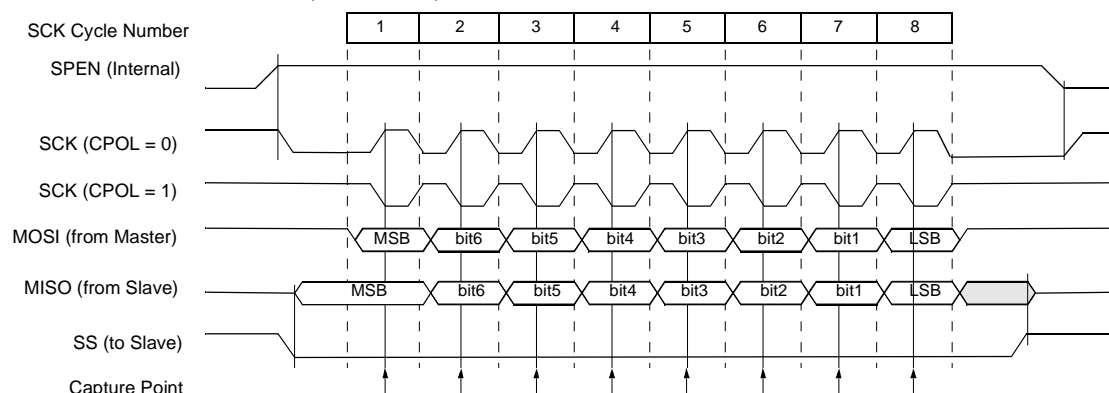 SCK Cycle Number 1 2 3 4 5 6 7 8
SPEN (Internal)
SCK (CPOL = 0)
SCK (CPOL = 1)
MOSI (from Master) MSB bit6 bit5 bit4 bit3 bit2 bit1 LSB
MISO (from Slave) MSB bit6 bit5 bit4 bit3 bit2 bit1 LSB
SS (to Slave)
Capture Point